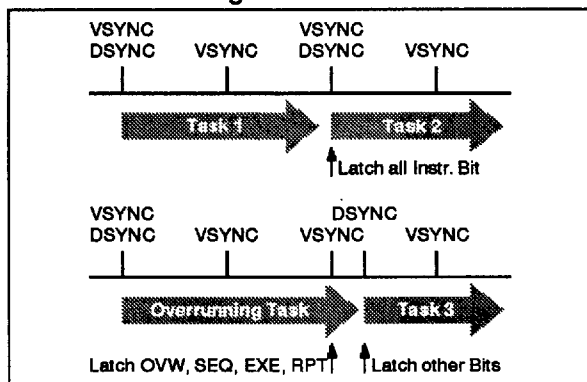 VSYNC VSYNC
DSYNC VSYNC DSYNC VSYNC
Task 1 Task 2
Latch all Instr. Bit
VSYNC DSYNC
DSYNC VSYNC VSYNC VSYNC
Overrunning Task Task 3
Latch OVW, SEQ, EXE, RPT Latch other Bits